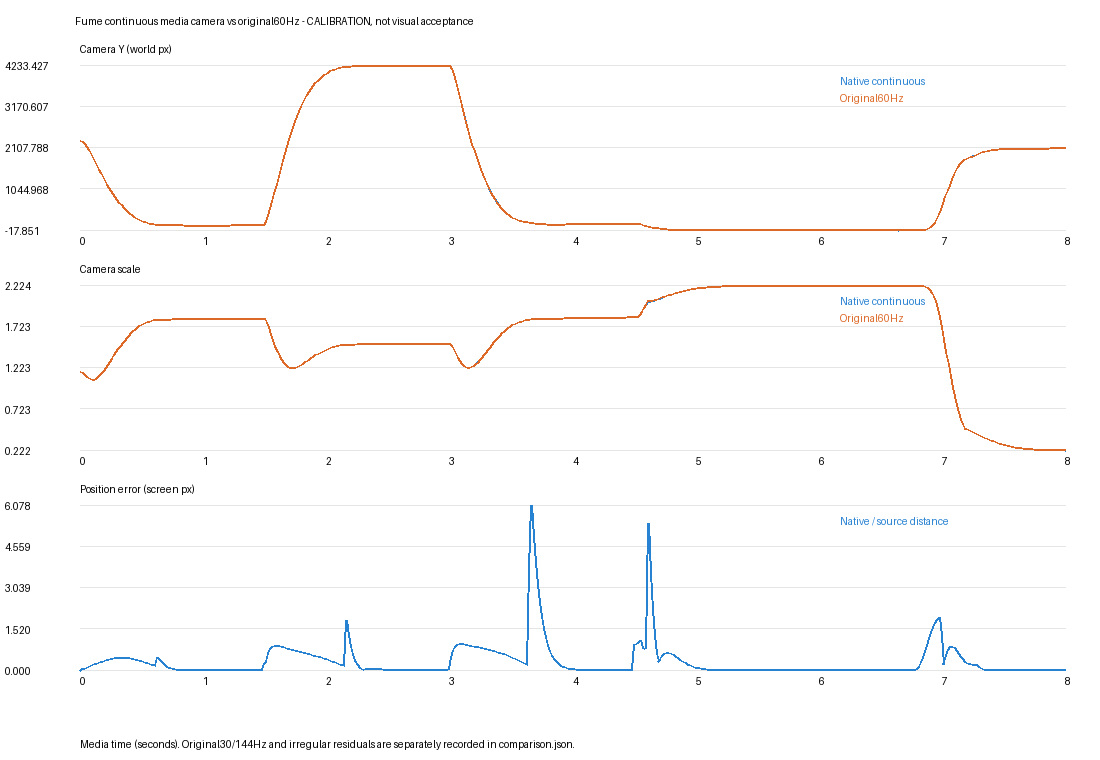 Fume continuous media camera vs original60Hz - CALIBRATION, not visual acceptance
Camera Y (world px)
4233.427
Native continuous
Original60Hz
3170.607
2107.788
1044.968
-17.851
0 1 2 3 4 5 6 7 8
Camera scale
2.224
Native continuous
Original60Hz
1.723
1.223
0.723
0.222
0 1 2 3 4 5 6 7 8
Position error (screen px)
6.078
Native / source distance
4.559
3.039
1.520
0.000
0 1 2 3 4 5 6 7 8
Media time (seconds). Original30/144Hz and irregular residuals are separately recorded in comparison.json.